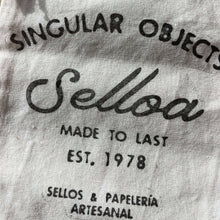 SINGULAR OBJECTS
Selloa
MADE TO LAST
EST. 1978
SELLOS & PAPELERÍA
ARTESANAL